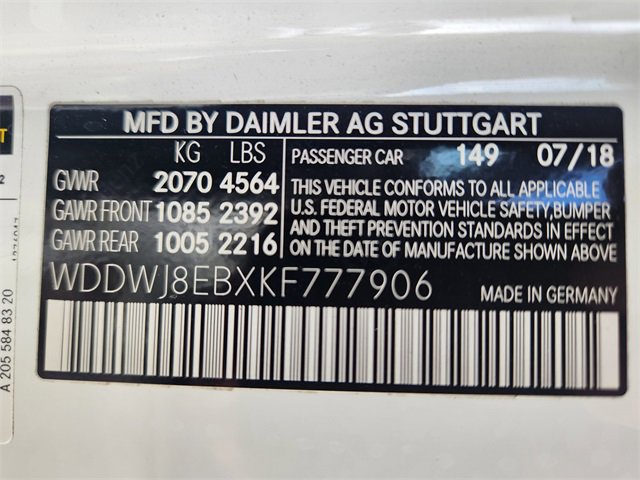 MFD BY DAIMLER AG STUTTGART
KG LBS
GVWR 2070 4564
GAWR FRONT 1085 2392
GAWR REAR 1005 2216
PASSENGER CAR 149 07/18
THIS VEHICLE CONFORMS TO ALL APPLICABLE
U.S. FEDERAL MOTOR VEHICLE SAFETY, BUMPER
AND THEFT PREVENTION STANDARDS IN EFFECT
ON THE DATE OF MANUFACTURE SHOWN ABOVE
WDDWJ8EBXKF777906
MADE IN GERMANY
A 205 584 83 20